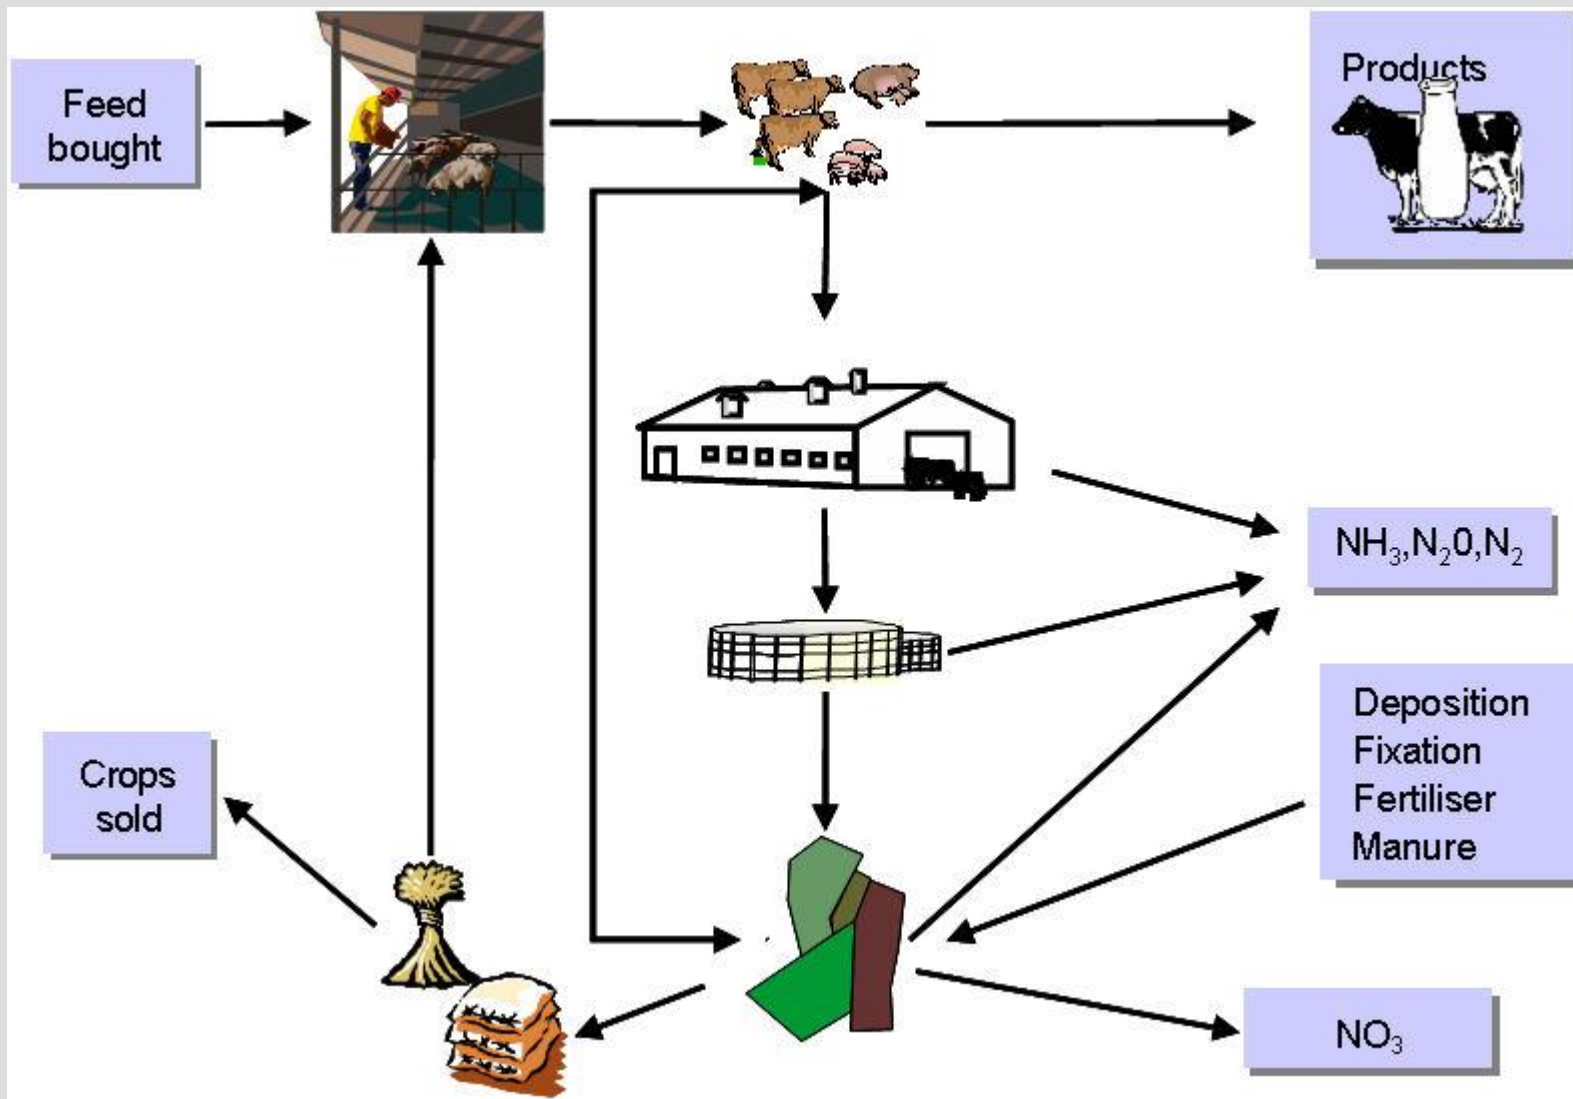 Feed
bought
Products
NH₃,N₂0,N₂
Deposition
Fixation
Fertiliser
Manure
Crops
sold
NO₃